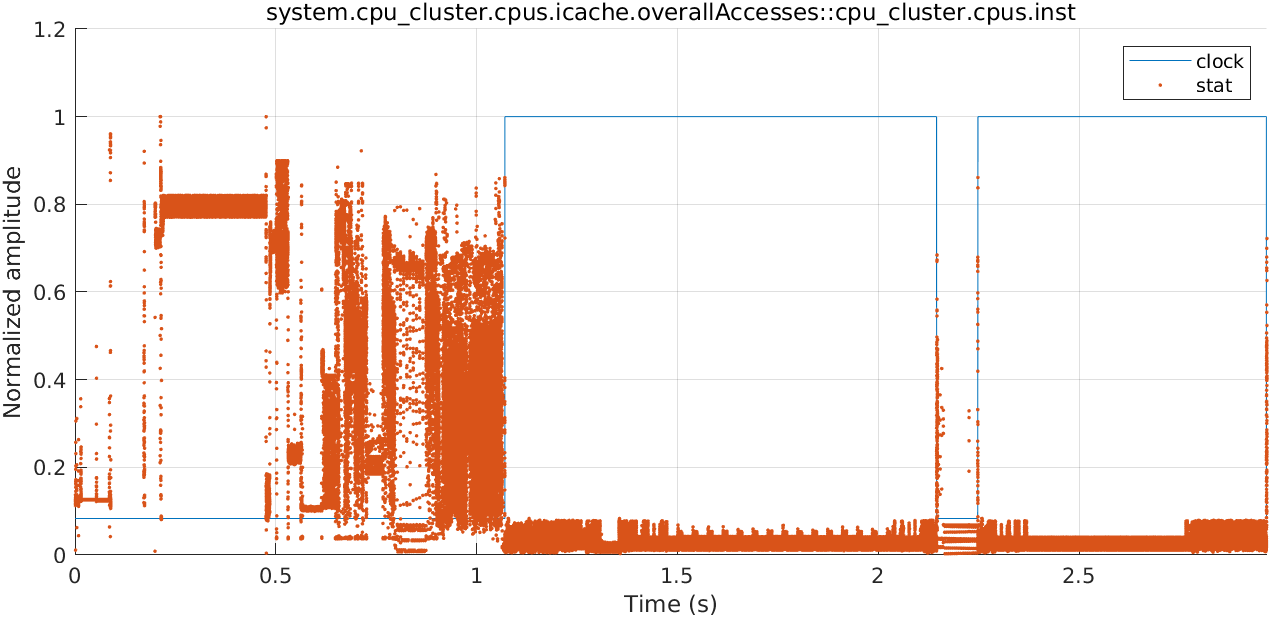 system.cpu_cluster.cpus.icache.overallAccesses::cpu_cluster.cpus.inst
1.2
1
0.8
0.6
0.4
0.2
0
Normalized amplitude
clock
stat
0 0.5 1 1.5 2 2.5
Time (s)